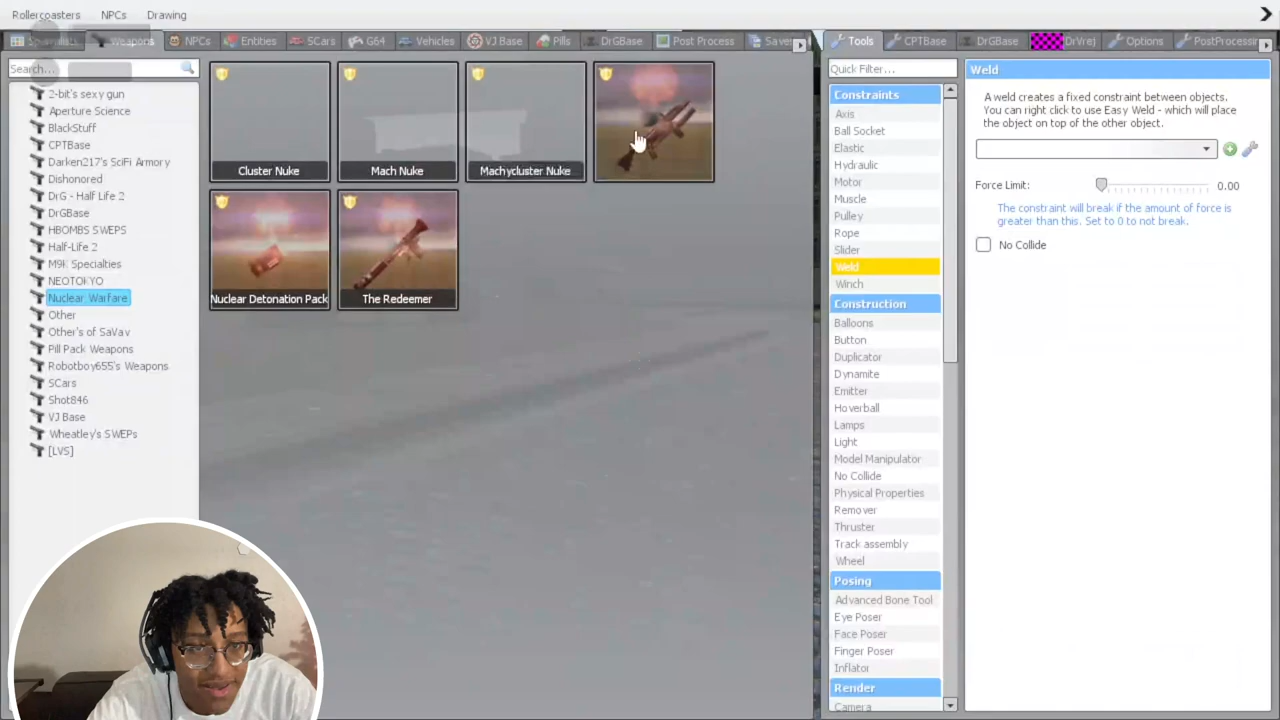 Rollercoasters NPCs Drawing
Spawnlists Weapons NPCs Entities SCars G64 Vehicles VJ Base Pills DrGBase Post Process Saves
Search...
2-bit's sexy gun
Aperture Science
BlackStuff
CPTBase
Darken217's SciFi Armory
Dishonored
DrG - Half Life 2
DrGBase
HBOMBS SWEPS
Half-Life 2
M9K Specialties
NEOTOKYO
Nuclear Warfare
Other
Other's of SaVav
Pill Pack Weapons
Robotboy655's Weapons
SCars
Shot846
VJ Base
Wheatley's SWEPs
[LVS]
Cluster Nuke
Mach Nuke
Machycluster Nuke
Nuclear Detonation Pack
The Redeemer
Tools CPTBase DrGBase DrVrej Options PostProcessin
Quick Filter...
Constraints
Axis
Ball Socket
Elastic
Hydraulic
Motor
Muscle
Pulley
Rope
Slider
Weld
Winch
Construction
Balloons
Button
Duplicator
Dynamite
Emitter
Hoverball
Lamps
Light
Model Manipulator
No Collide
Physical Properties
Remover
Thruster
Track assembly
Wheel
Posing
Advanced Bone Tool
Eye Poser
Face Poser
Finger Poser
Inflator
Render
Camera
Weld
A weld creates a fixed constraint between objects.
You can right click to use Easy Weld - which will place
the object on top of the other object.
Force Limit: 0.00
The constraint will break if the amount of force is
greater than this. Set to 0 to not break.
No Collide